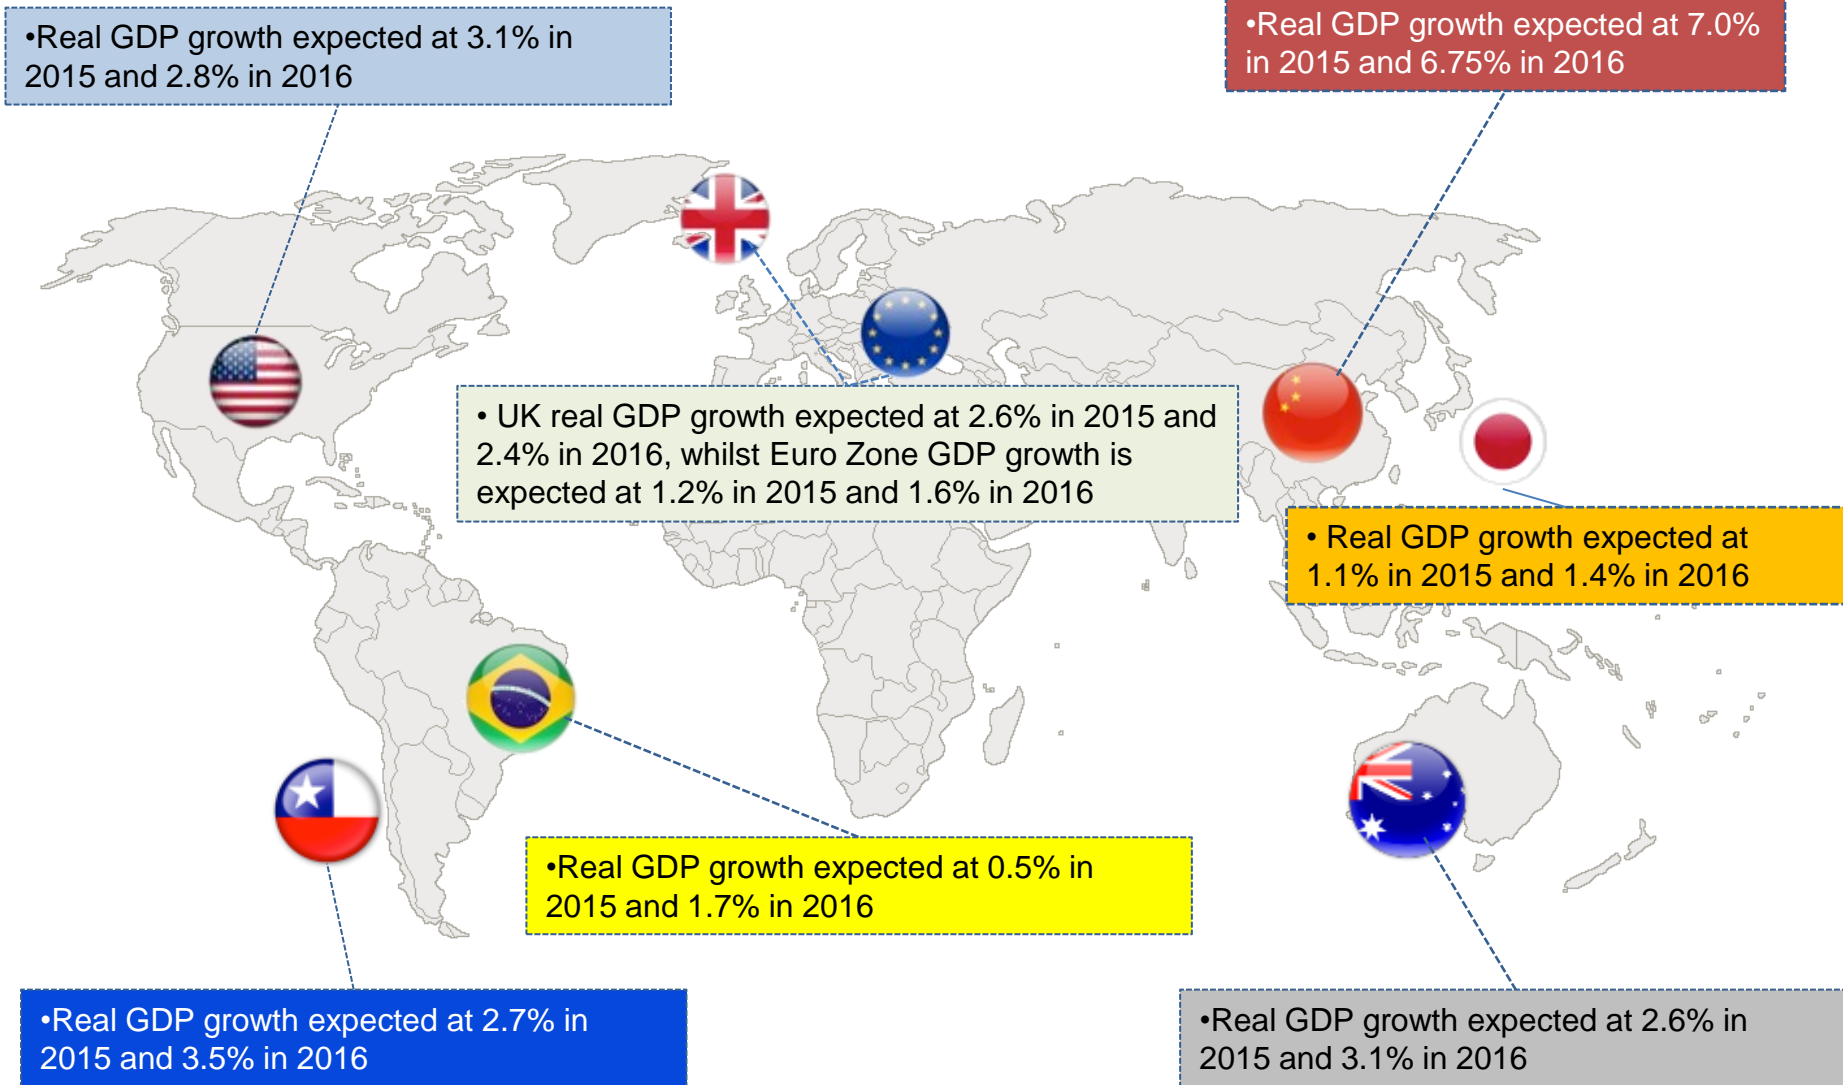 •Real GDP growth expected at 3.1% in
2015 and 2.8% in 2016
•Real GDP growth expected at 7.0%
in 2015 and 6.75% in 2016
• UK real GDP growth expected at 2.6% in 2015 and
2.4% in 2016, whilst Euro Zone GDP growth is
expected at 1.2% in 2015 and 1.6% in 2016
• Real GDP growth expected at
1.1% in 2015 and 1.4% in 2016
•Real GDP growth expected at 0.5% in
2015 and 1.7% in 2016
•Real GDP growth expected at 2.7% in
2015 and 3.5% in 2016
•Real GDP growth expected at 2.6% in
2015 and 3.1% in 2016